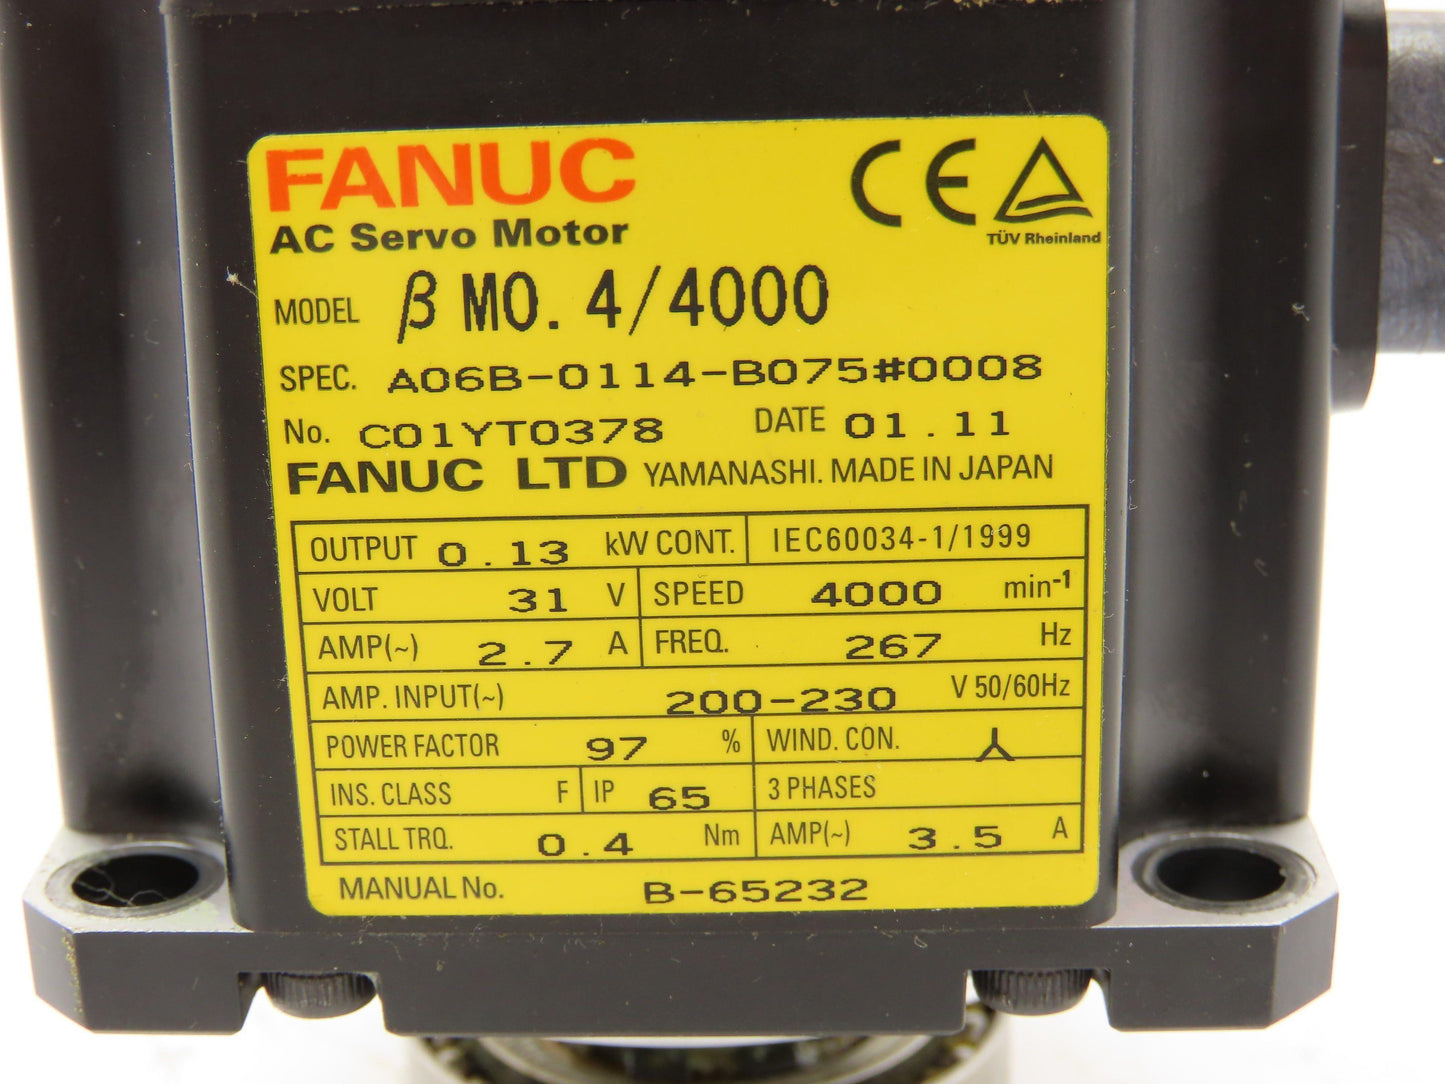 FANUC CE
AC Servo Motor TÜV Rheinland
MODEL β M0.4/4000
SPEC. A06B-0114-B075#0008
No. C01YT0378 DATE 01.11
FANUC LTD YAMANASHI. MADE IN JAPAN
OUTPUT 0.13 kW CONT. IEC60034-1/1999
VOLT 31 V SPEED 4000 min-1
AMP(~) 2.7 A FREQ. 267 Hz
AMP. INPUT(~) 200-230 V 50/60Hz
POWER FACTOR 97 % WIND. CON.
INS. CLASS F IP 65 3 PHASES
STALL TRQ. 0.4 Nm AMP(~) 3.5 A
MANUAL No. B-65232